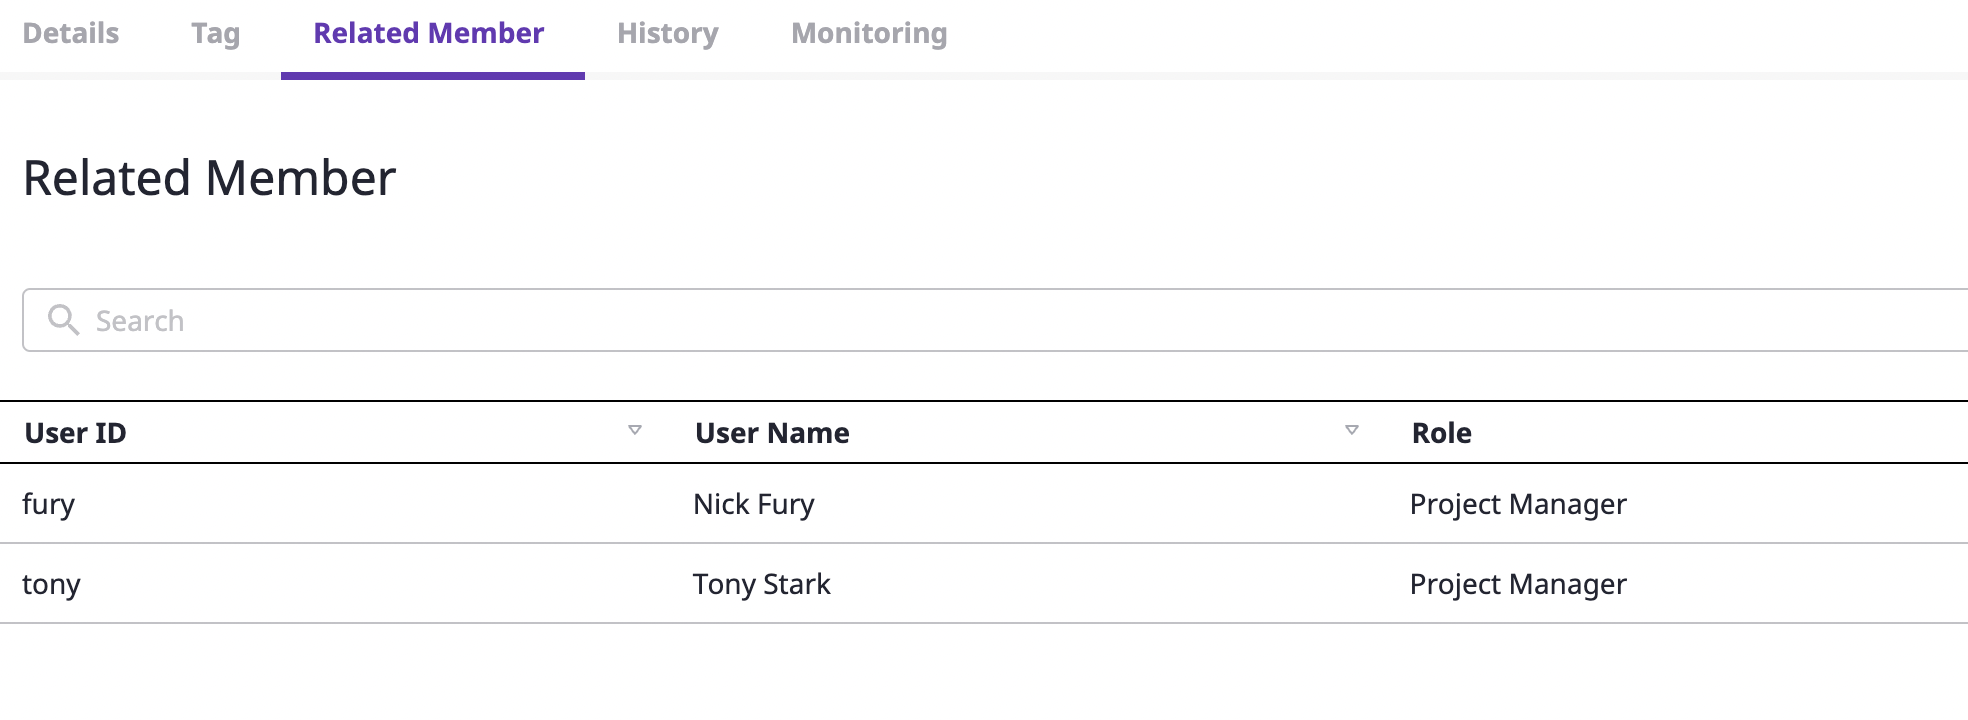 Details Tag Related Member History Monitoring
Related Member
Search
User ID User Name Role
fury Nick Fury Project Manager
tony Tony Stark Project Manager